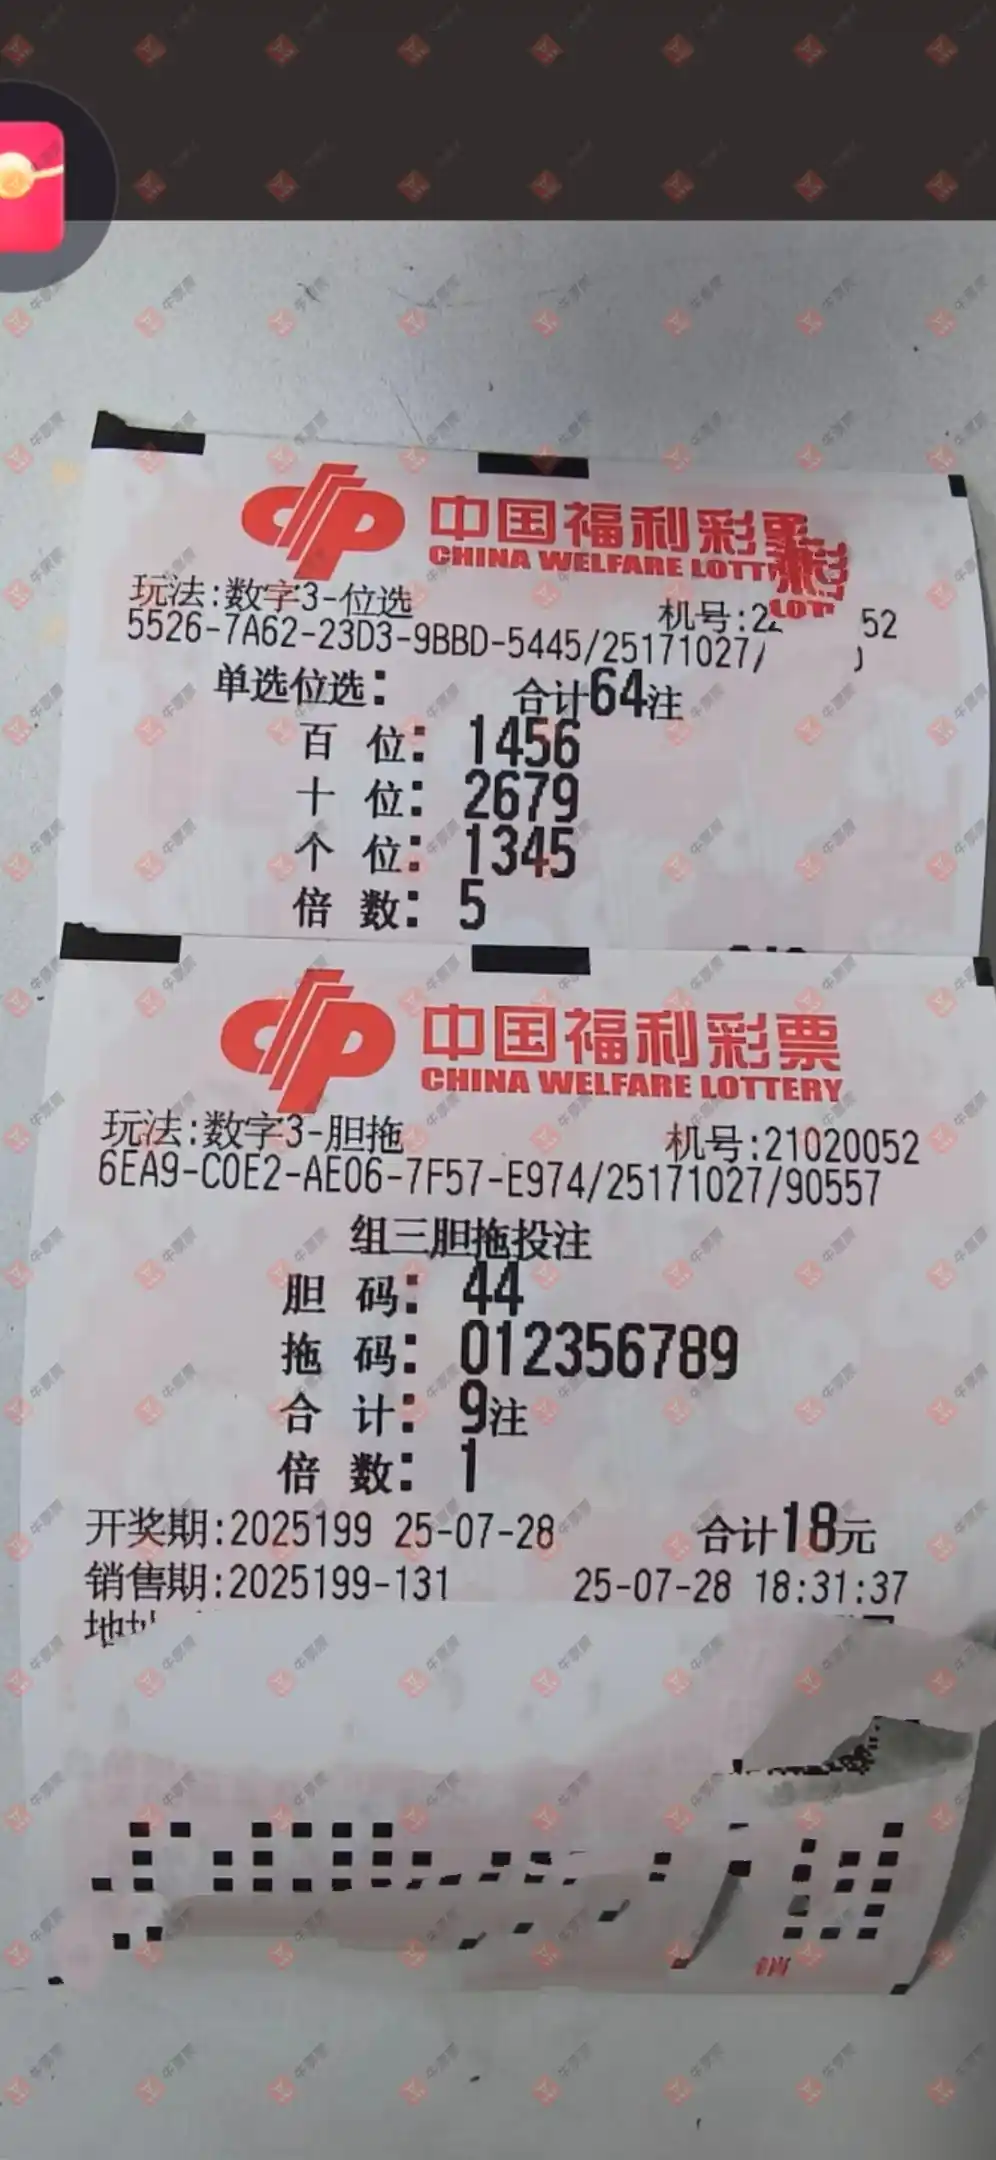 中国福利彩票
CHINA WELFARE LOTT
玩法:数字3-位选
机号:2 52
5526-7A62-23D3-9BBD-5445/25171027/
单选位选: 合计64注
百 位: 1456
十 位: 2679
个 位: 1345
倍 数: 5
中国福利彩票
CHINA WELFARE LOTTERY
玩法:数字3-胆拖
机号:21020052
6EA9-C0E2-AE06-7F57-E974/25171027/90557
组三胆拖投注
胆 码: 44
拖 码: 012356789
合 计: 9注
倍 数: 1
开奖期:2025199 25-07-28 合计18元
销售期:2025199-131 25-07-28 18:31:37
地址